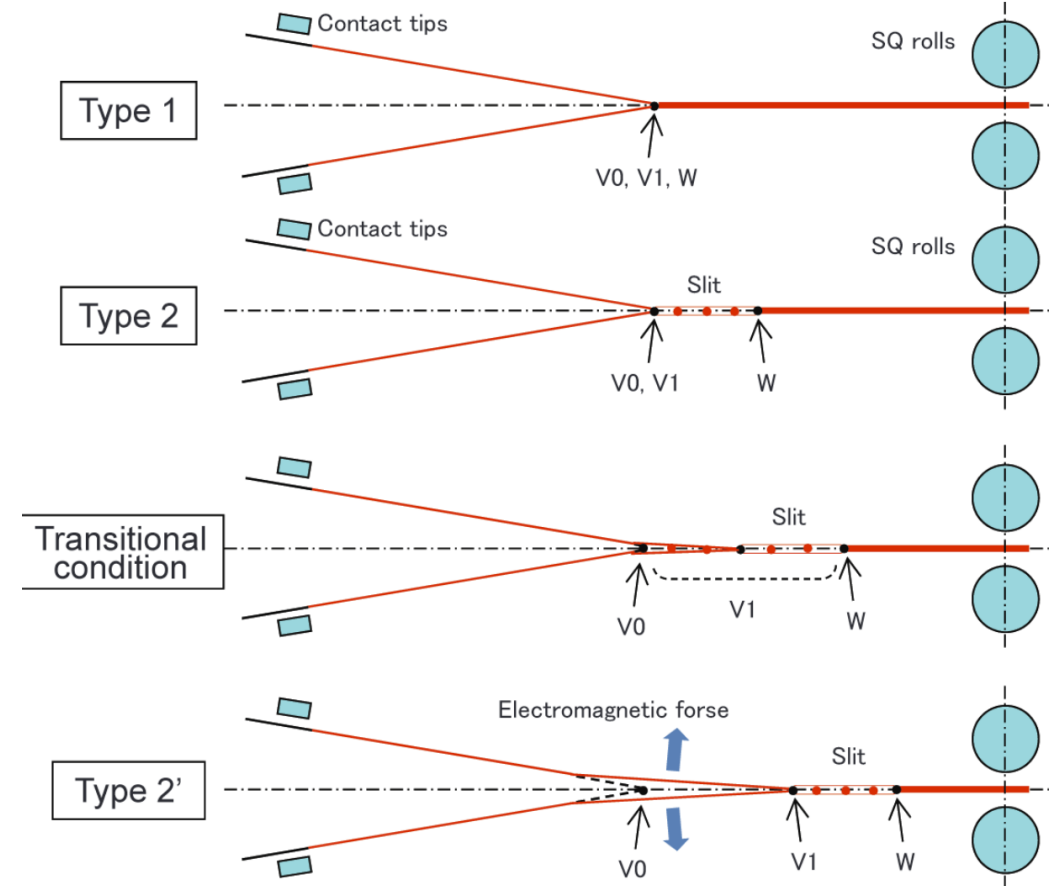 Contact tips
SQ rolls
Type 1
V0, V1, W
Contact tips
SQ rolls
Slit
Type 2
V0, V1
W
Slit
Transitional
condition
V1
V0
W
Electromagnetic forse
Slit
Type 2’
V0
V1
W